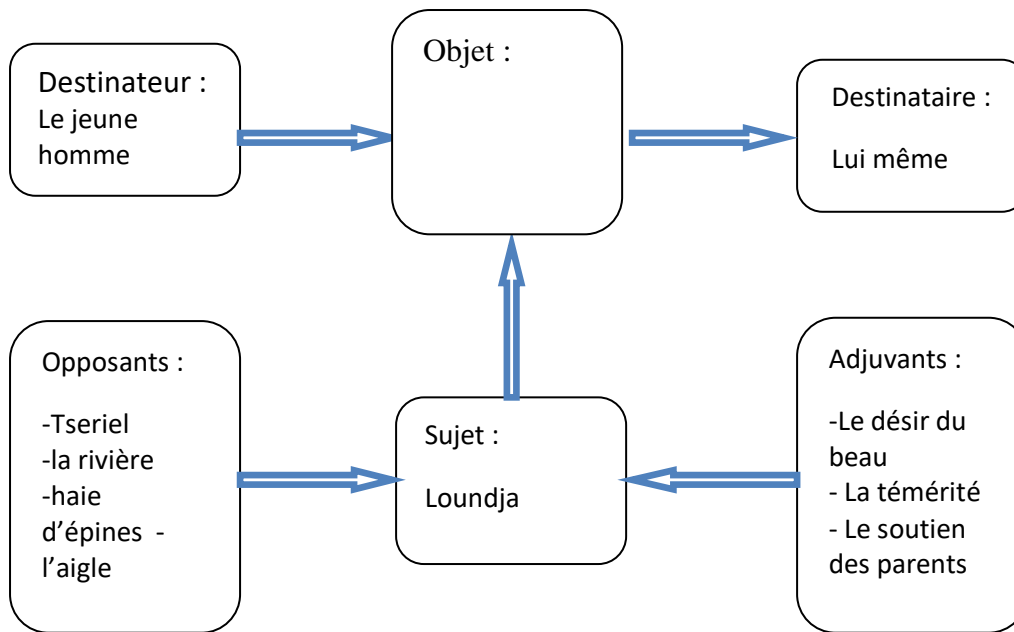 Destinateur :
Le jeune
homme
Objet :
Destinataire :
Lui même
Opposants :
-Tseriel
-la rivière
-haie
d’épines -
l’aigle
Sujet :
Loundja
Adjuvants :
-Le désir du
beau
- La témérité
- Le soutien
des parents